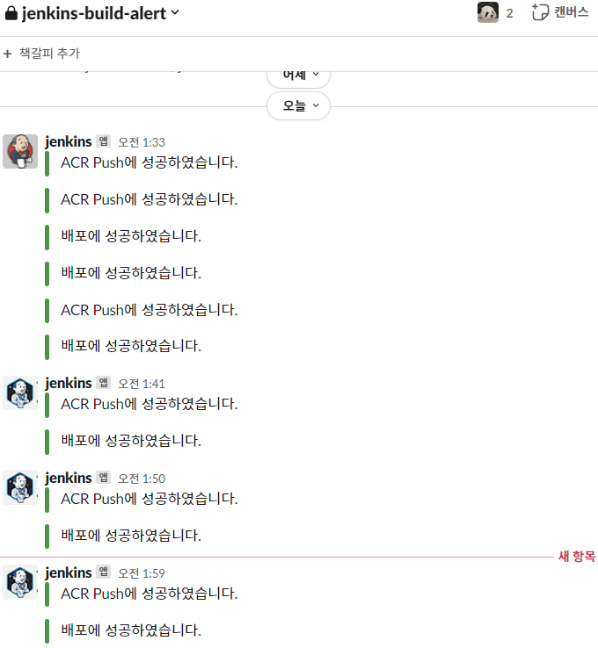 jenkins-build-alert
2
캔버스
+ 책갈피 추가
어제
오늘
jenkins 앱 오전 1:33
ACR Push에 성공하였습니다.
ACR Push에 성공하였습니다.
배포에 성공하였습니다.
배포에 성공하였습니다.
ACR Push에 성공하였습니다.
배포에 성공하였습니다.
jenkins 앱 오전 1:41
ACR Push에 성공하였습니다.
배포에 성공하였습니다.
jenkins 앱 오전 1:50
ACR Push에 성공하였습니다.
배포에 성공하였습니다.
새 항목
jenkins 앱 오전 1:59
ACR Push에 성공하였습니다.
배포에 성공하였습니다.